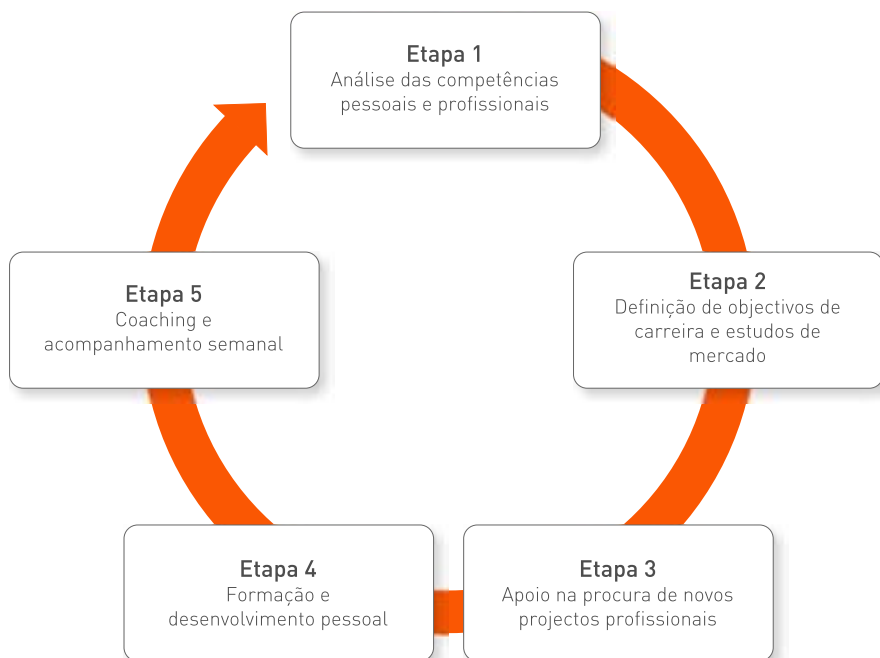 Etapa 1
Análise das competências
pessoais e profissionais
Etapa 2
Definição de objectivos de
carreira e estudos de
mercado
Etapa 3
Apoio na procura de novos
projectos profissionais
Etapa 4
Formação e
desenvolvimento pessoal
Etapa 5
Coaching e
acompanhamento semanal